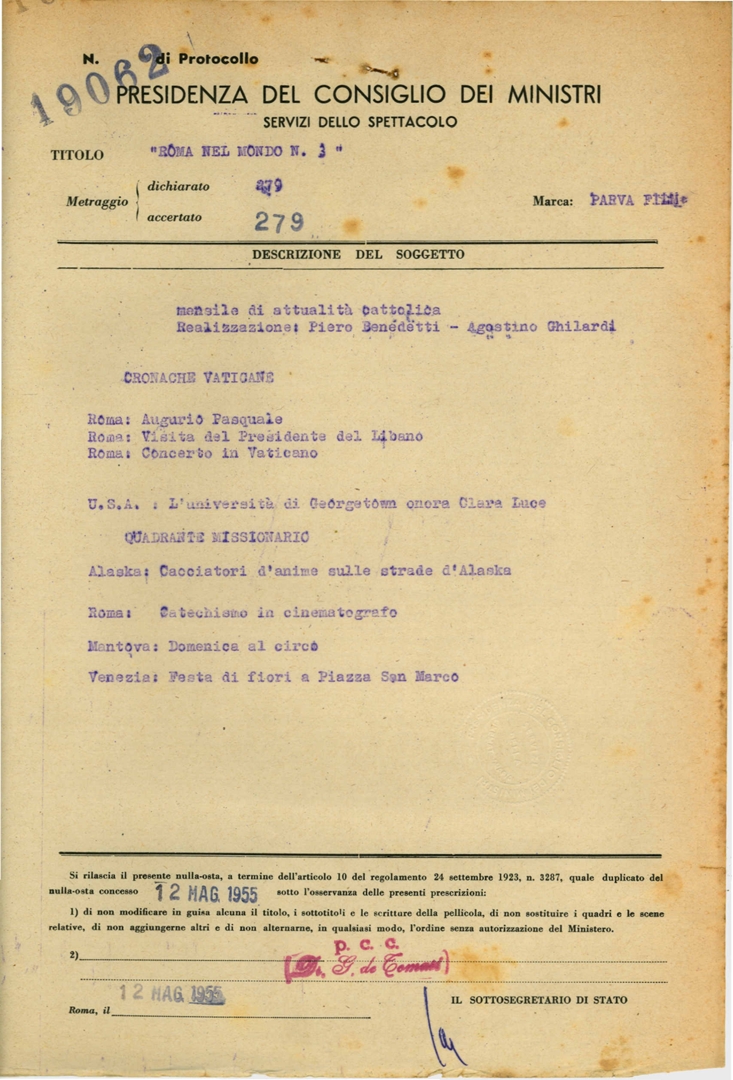 N. di Protocollo
19062
PRESIDENZA DEL CONSIGLIO DEI MINISTRI
SERVIZI DELLO SPETTACOLO
TITOLO "ROMA NEL MONDO N. 3 "
Metraggio dichiarato 279
accertato 279
Marca: PARVA FILM
DESCRIZIONE DEL SOGGETTO
mensile di attualità cattolica
Realizzazione: Piero Benedetti - Agostino Ghilardi
CRONACHE VATICANE
Roma: Augurio Pasquale
Roma: Visita del Presidente del Libano
Roma: Concerto in Vaticano
U.S.A. : L'università di Georgetown onora Clara Luce
QUADRANTE MISSIONARIO
Alaska: Cacciatori d'anime sulle strade d'Alaska
Roma: Catechismo in cinematografo
Mantova: Domenica al circo
Venezia: Festa di fiori a Piazza San Marco
Si rilascia il presente nulla-osta, a termine dell'articolo 10 del regolamento 24 settembre 1923, n. 3287, quale duplicato del
nulla-osta concesso 12 MAG. 1955 sotto l'osservanza delle presenti prescrizioni:
1) di non modificare in guisa alcuna il titolo, i sottotitoli e le scritture della pellicola, di non sostituire i quadri e le scene
relative, di non aggiungerne altri e di non alternarne, in qualsiasi modo, l'ordine senza autorizzazione del Ministero.
2)
p. c. c.
(Dr. G. de Tomasi)
12 MAG. 1955
Roma, il
IL SOTTOSEGRETARIO DI STATO